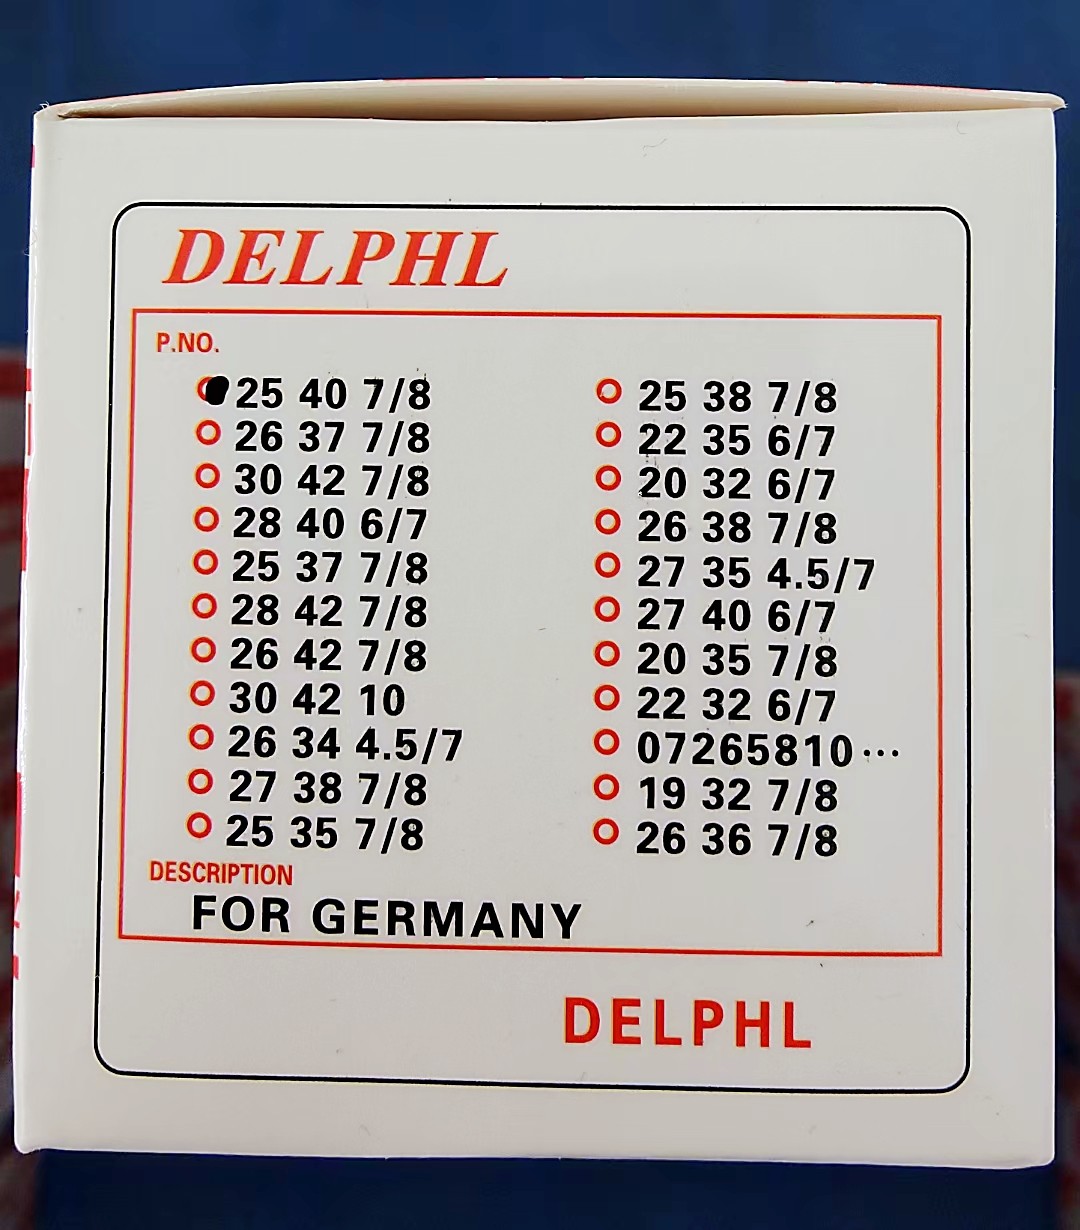 DELPHL
P.NO.
25 40 7/8
26 37 7/8
30 42 7/8
28 40 6/7
25 37 7/8
28 42 7/8
26 42 7/8
30 42 10
26 34 4.5/7
27 38 7/8
25 35 7/8
25 38 7/8
22 35 6/7
20 32 6/7
26 38 7/8
27 35 4.5/7
27 40 6/7
20 35 7/8
22 32 6/7
07265810...
19 32 7/8
26 36 7/8
DESCRIPTION
FOR GERMANY
DELPHL